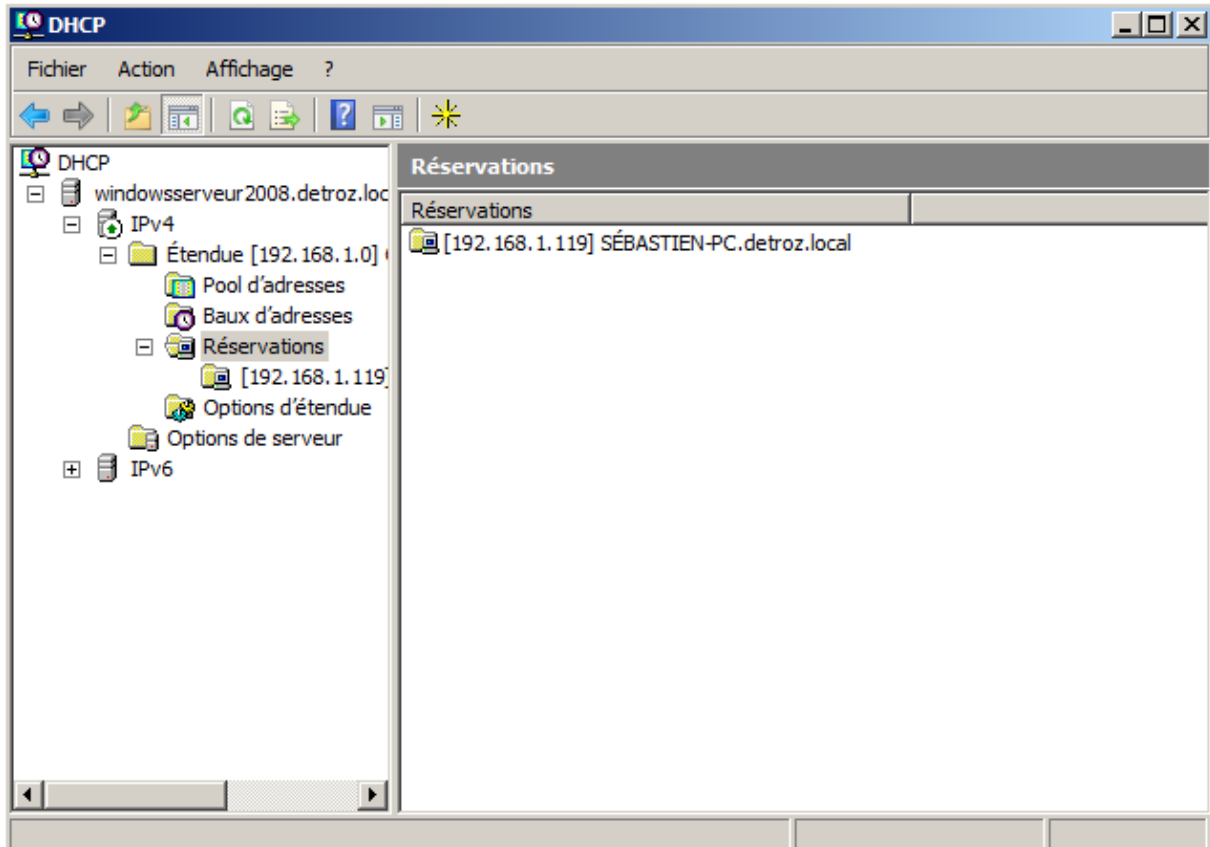 DHCP
Fichier Action Affichage ?
DHCP
windowsserveur2008.detroz.loc
IPv4
Étendue [192.168.1.0]
Pool d'adresses
Baux d'adresses
Réservations
[192.168.1.119]
Options d'étendue
Options de serveur
IPv6
Réservations
Réservations
[192.168.1.119] SÉBASTIEN-PC.detroz.local